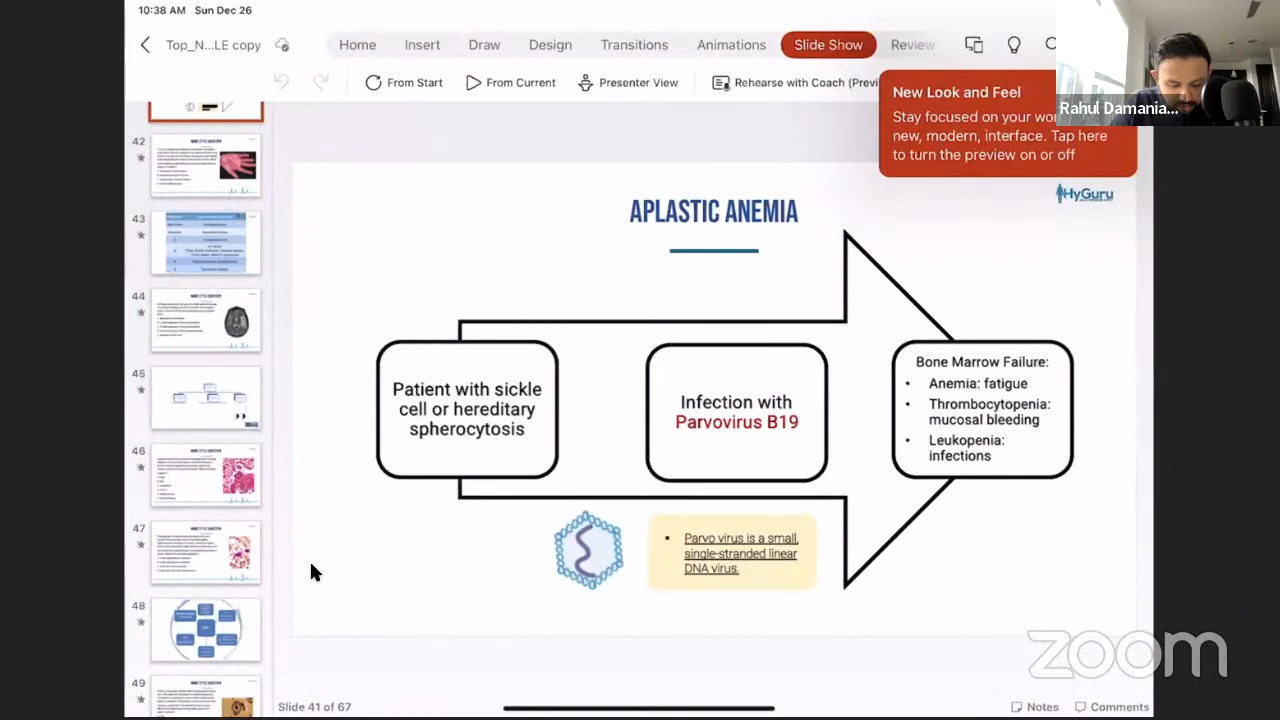 10:38 AM Sun Dec 26
Top_N...LE copy
Home Insert Draw Design Transitions Animations Slide Show Review
From Start From Current Presenter View Rehearse with Coach (Previ
New Look and Feel
Stay focused on your wo
new, modern, interface. Tap here
to turn the preview on or off
Rahul Damania...
HyGuru
42
43
44
45
46
47
48
49
APLASTIC ANEMIA
Patient with sickle
cell or hereditary
spherocytosis
Infection with
Parvovirus B19
Bone Marrow Failure:
• Anemia: fatigue
• Thrombocytopenia:
mucosal bleeding
• Leukopenia:
infections
▪ Parvo virus is a small,
single-stranded linear
DNA virus.
zoom
Slide 41 of 67
Notes Comments